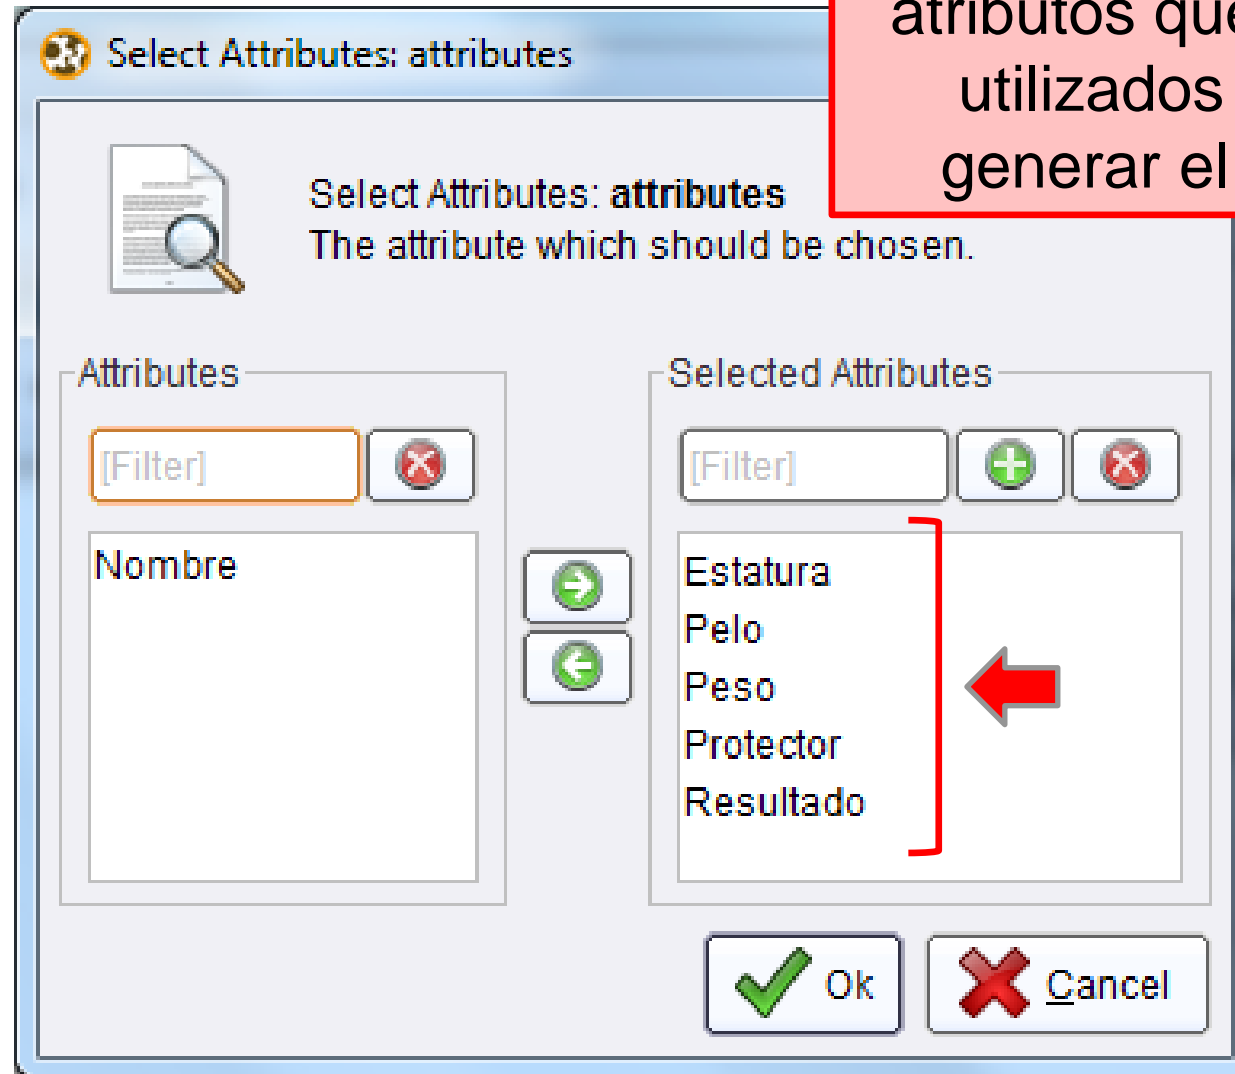 atributos que
utilizados
generar el
Select Attributes: attributes
Select Attributes: attributes
The attribute which should be chosen.
Attributes
[Filter]
Nombre
Selected Attributes
[Filter]
Estatura
Pelo
Peso
Protector
Resultado
Ok
Cancel